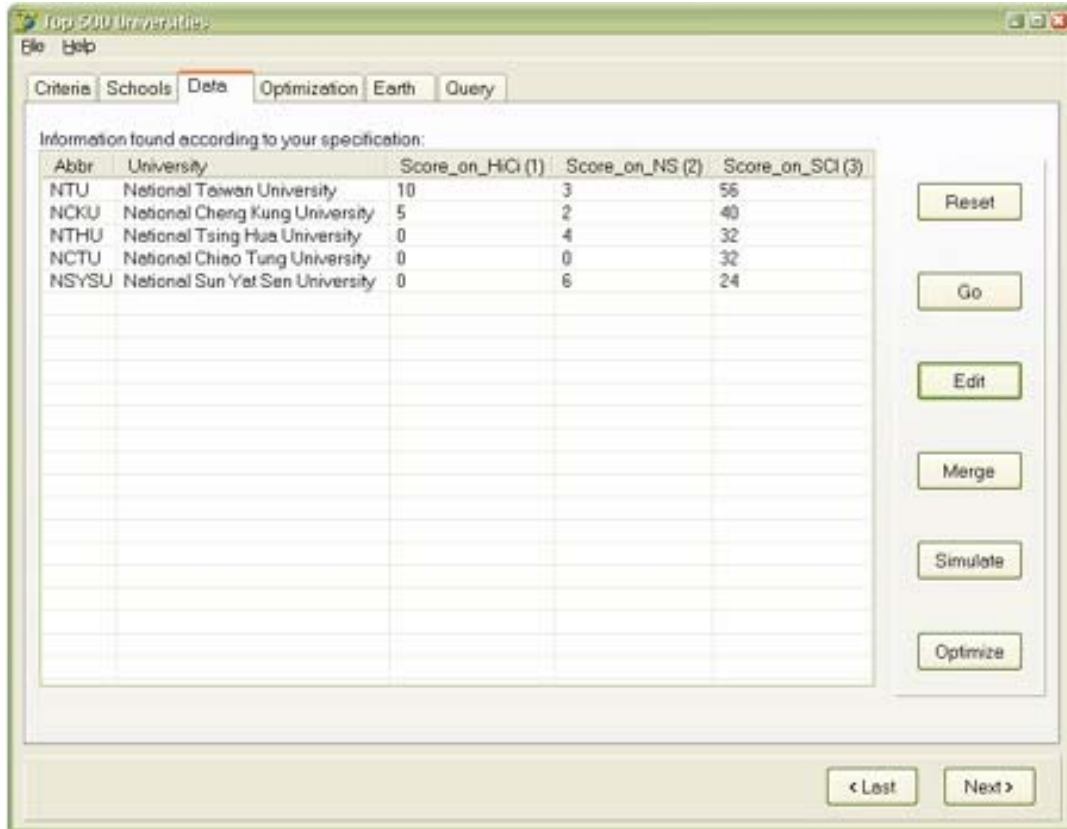 Top 500 Universities
File Help
Criteria Schools Data Optimization Earth Query
Information found according to your specification:
Abbr University Score_on_HiCi (1) Score_on_NS (2) Score_on_SCI (3)
NTU National Taiwan University 10 3 56
NCKU National Cheng Kung University 5 2 40
NTHU National Tsing Hua University 0 4 32
NCTU National Chiao Tung University 0 0 32
NSYSU National Sun Yat Sen University 0 6 24
Reset
Go
Edit
Merge
Simulate
Optimize
< Last Next >